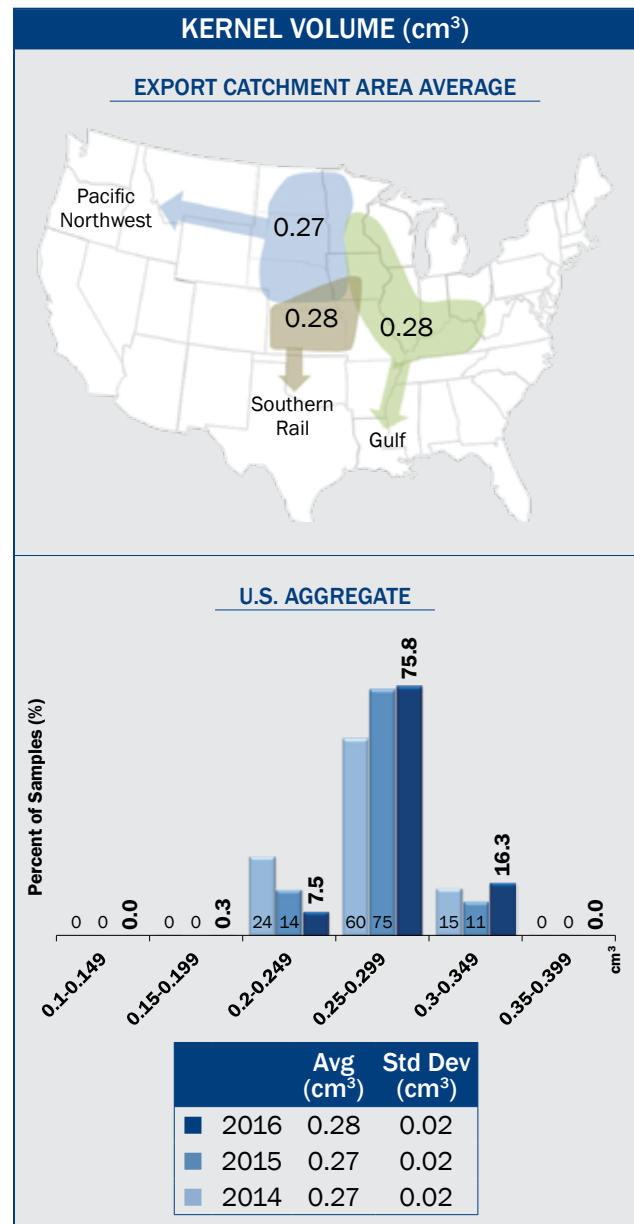 KERNEL VOLUME (cm³)
EXPORT CATCHMENT AREA AVERAGE
Pacific
Northwest
0.27
0.28
0.28
Southern
Rail
Gulf
U.S. AGGREGATE
Percent of Samples (%)
0 0 0.0 0 0 0.3 24 14 7.5 60 75 75.8 15 11 16.3 0 0 0.0
0.1-0.149 0.15-0.199 0.2-0.249 0.25-0.299 0.3-0.349 0.35-0.399 cm³
Avg Std Dev
(cm³) (cm³)
2016 0.28 0.02
2015 0.27 0.02
2014 0.27 0.02